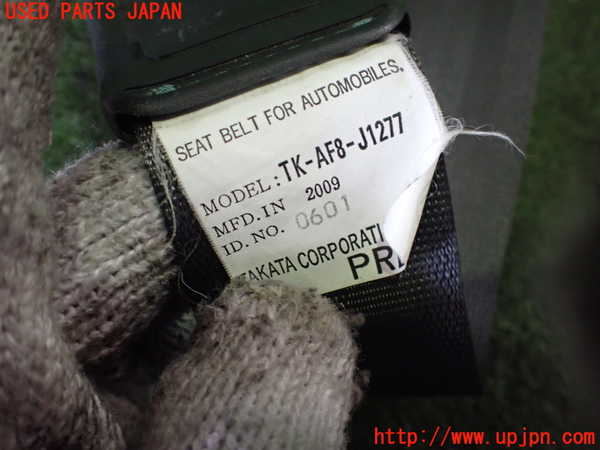 USED PARTS JAPAN
SEAT BELT FOR AUTOMOBILES.
MODEL: TK-AF8-J1277
MFD. IN 2009
ID. NO. 0601
TAKATA
http://www.upjpn.com